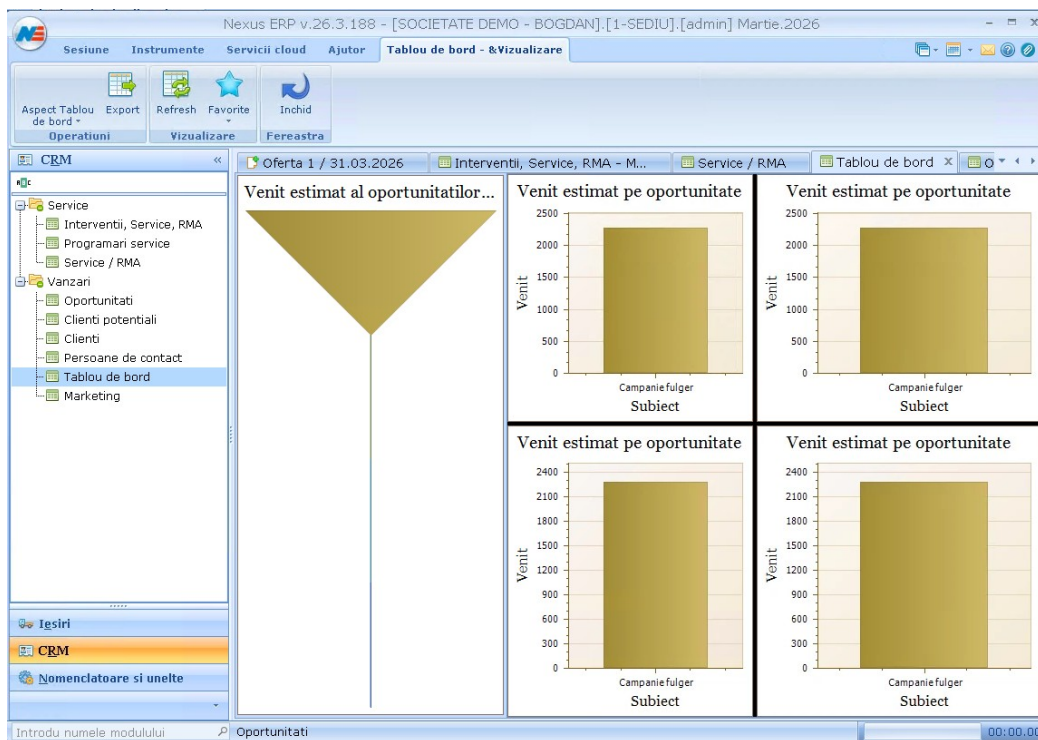 Nexus ERP v.26.3.188 - [SOCIETATE DEMO - BOGDAN].[1-SEDIU].[admin] Martie.2026
Sesiune Instrumente Servicii cloud Ajutor Tablou de bord - &Vizualizare
Aspect Tablou de bord Export Refresh Favorite Inchid
Operatiuni Vizualizare Fereastra
CRM
Oferta 1 / 31.03.2026 Interventii, Service, RMA - M... Service / RMA Tablou de bord O
Service
Interventii, Service, RMA
Programari service
Service / RMA
Vanzari
Oportunitati
Clienti potentiali
Clienti
Persoane de contact
Tablou de bord
Marketing
Iesiri
CRM
Nomenclatoare si unelte
Introdu numele modulului
Venit estimat al oportunitatilor...
Venit estimat pe oportunitate
2500
2000
1500
1000
500
0
Venit
Campanie fulger
Subiect
Venit estimat pe oportunitate
2500
2000
1500
1000
500
0
Venit
Campanie fulger
Subiect
Venit estimat pe oportunitate
2400
2100
1800
1500
1200
900
600
300
0
Venit
Campanie fulger
Subiect
Venit estimat pe oportunitate
2400
2100
1800
1500
1200
900
600
300
0
Venit
Campanie fulger
Subiect
Oportunitati
00:00.00